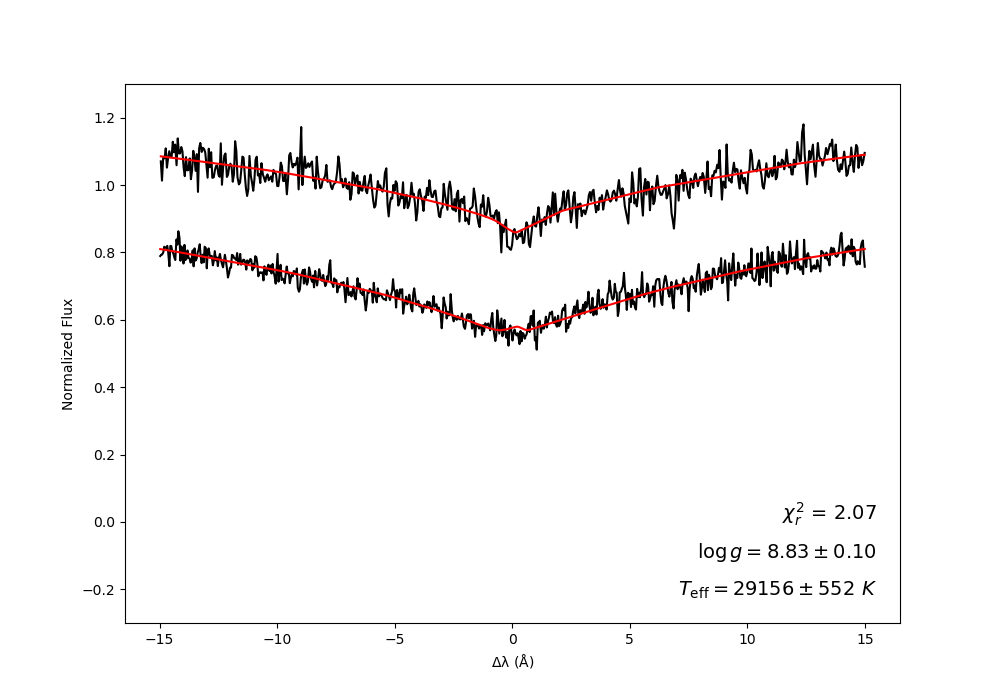 1.2
1.0
0.8
0.6
0.4
0.2
0.0
−0.2
Normalized Flux
χ²ᵣ = 2.07
log g = 8.83 ± 0.10
T_eff = 29156 ± 552 K
−15 −10 −5 0 5 10 15
Δλ (Å)